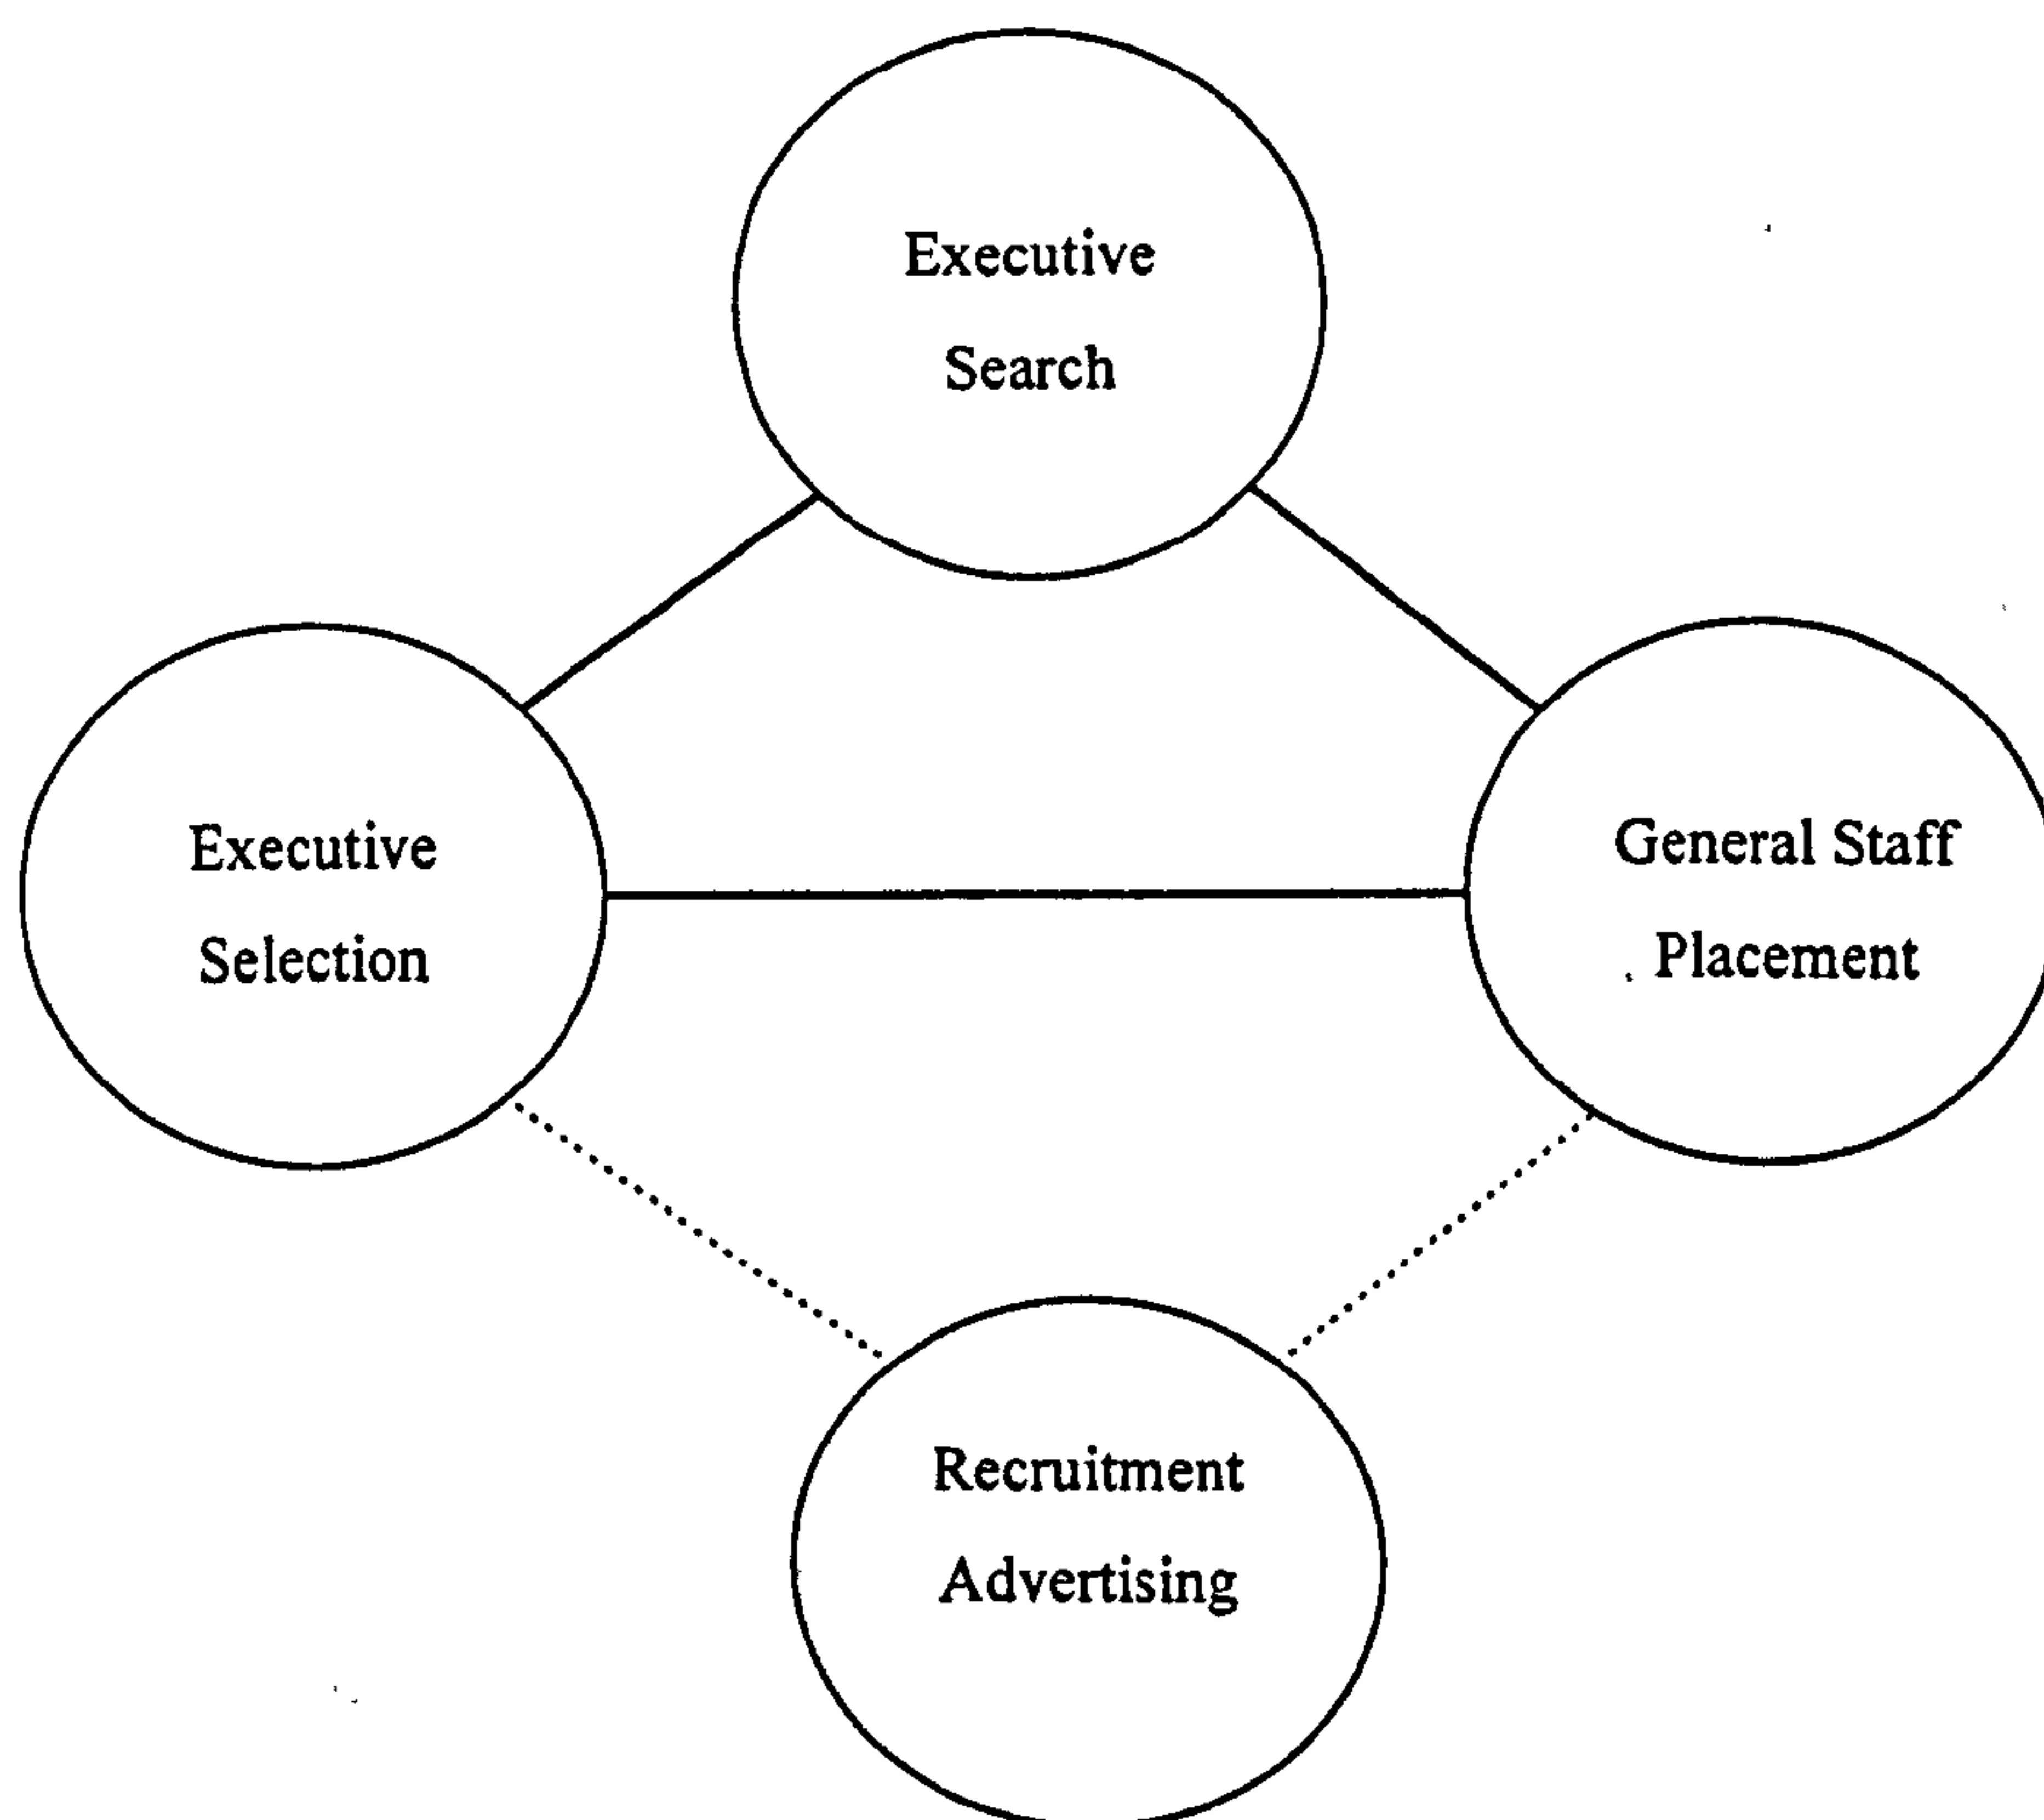 Executive
Search
Executive
Selection
General Staff
Placement
Recruitment
Advertising